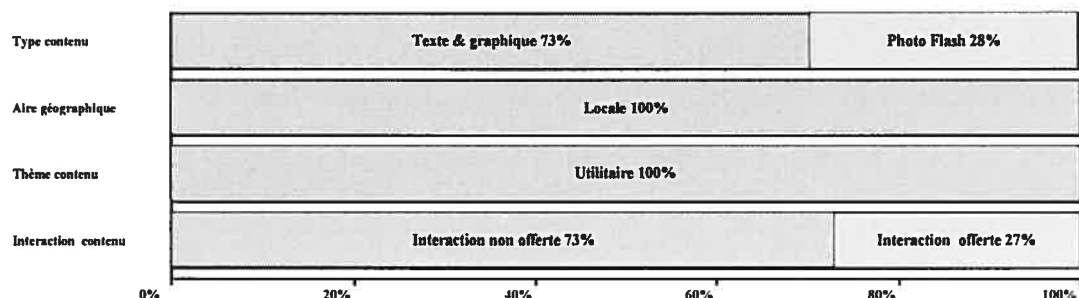 Type contenu
Texte & graphique 73%
Photo Flash 28%
Aire géographique
Locale 100%
Thème contenu
Utilitaire 100%
Interaction contenu
Interaction non offerte 73%
Interaction offerte 27%
0%
20%
40%
60%
80%
100%